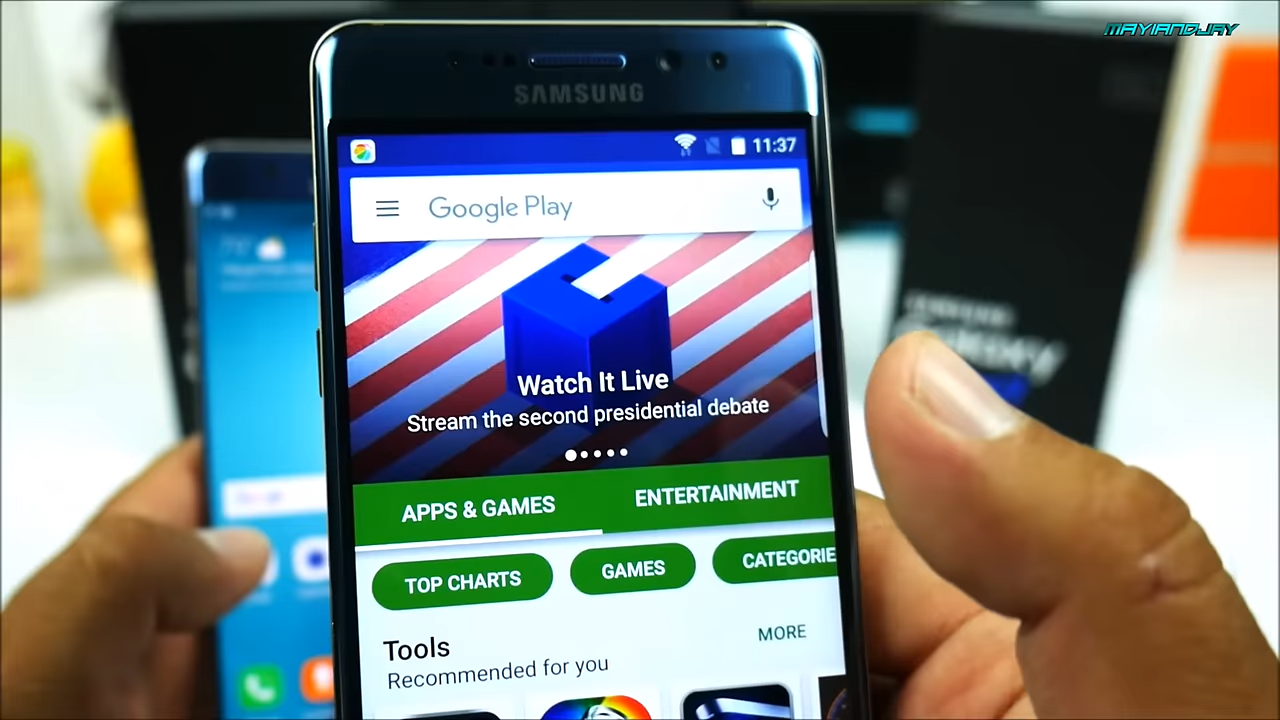 MAYIANDJAY
SAMSUNG
11:37
Google Play
Watch It Live
Stream the second presidential debate
APPS & GAMES
ENTERTAINMENT
TOP CHARTS
GAMES
CATEGORIE
Tools
MORE
Recommended for you